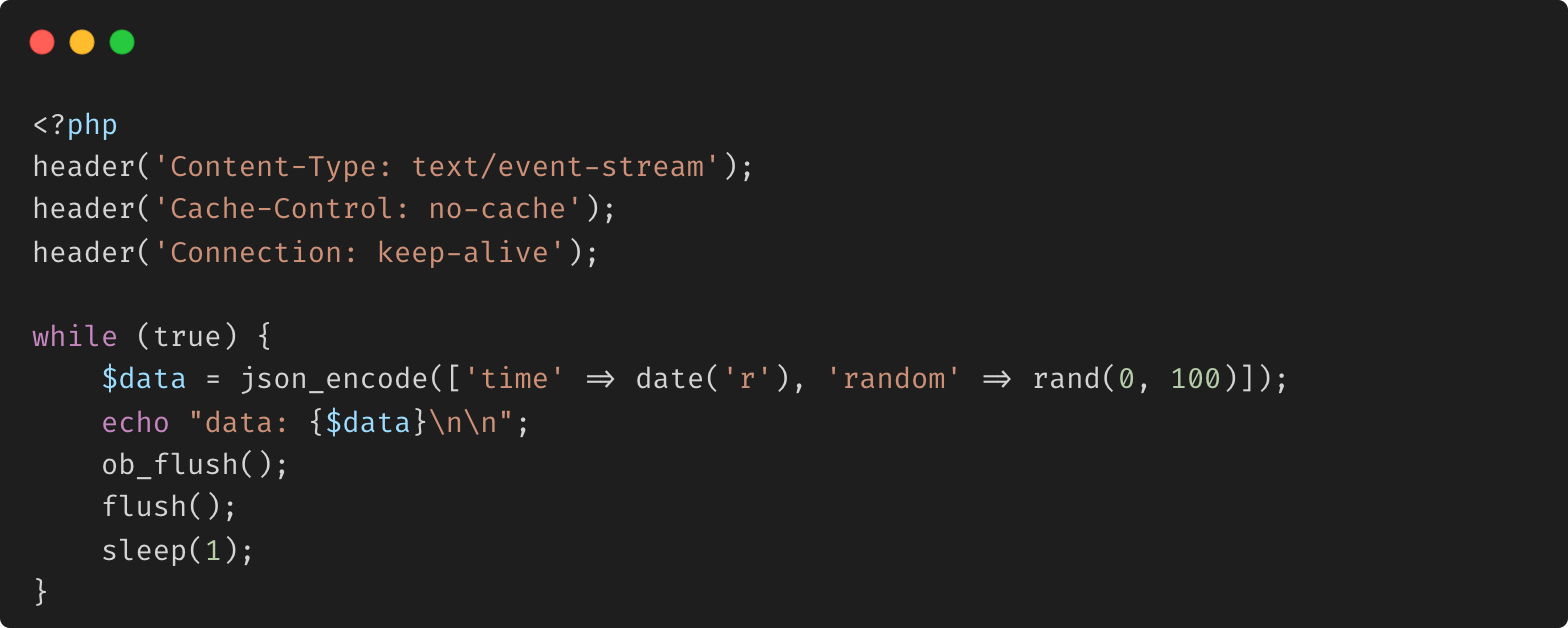 <?php
header('Content-Type: text/event-stream');
header('Cache-Control: no-cache');
header('Connection: keep-alive');
while (true) {
    $data = json_encode(['time' => date('r'), 'random' => rand(0, 100)]);
    echo "data: {$data}\n\n";
    ob_flush();
    flush();
    sleep(1);
}